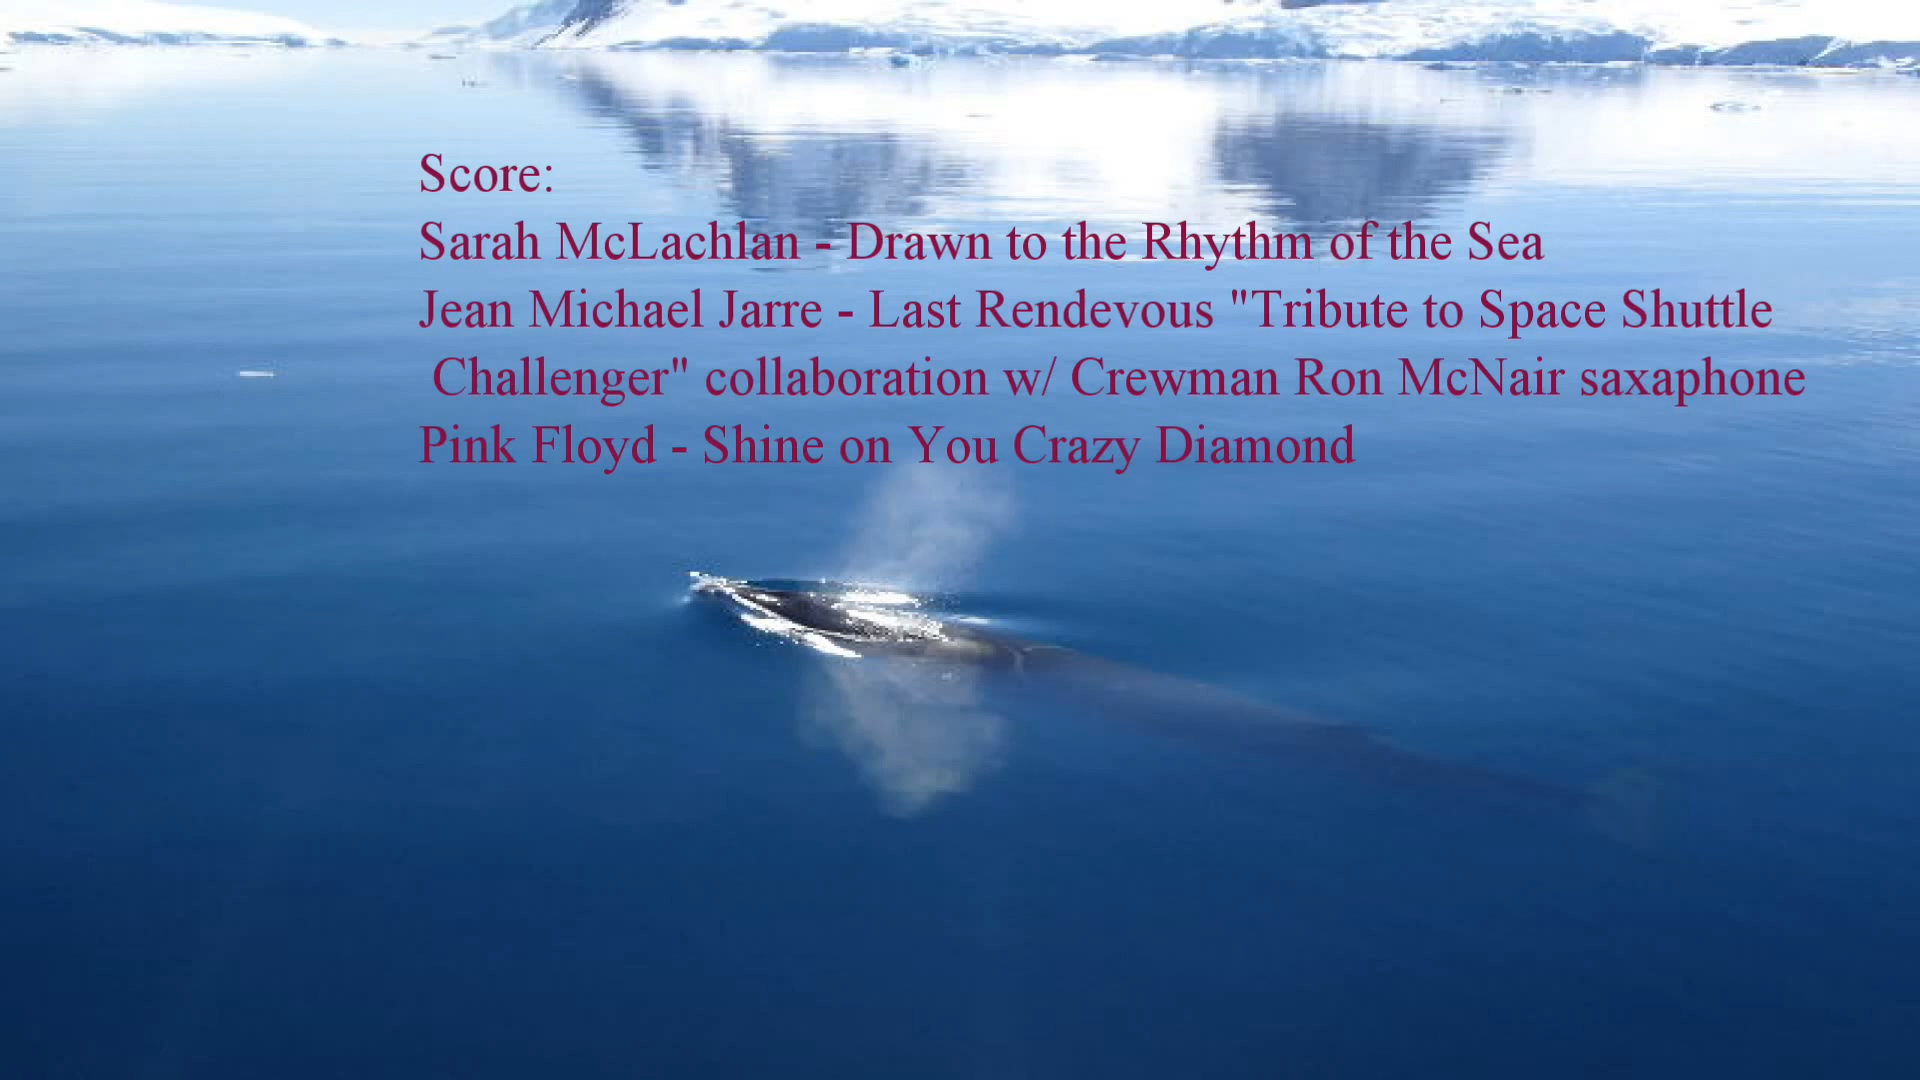 Score:
Sarah McLachlan - Drawn to the Rhythm of the Sea
Jean Michael Jarre - Last Rendevous "Tribute to Space Shuttle
Challenger" collaboration w/ Crewman Ron McNair saxaphone
Pink Floyd - Shine on You Crazy Diamond